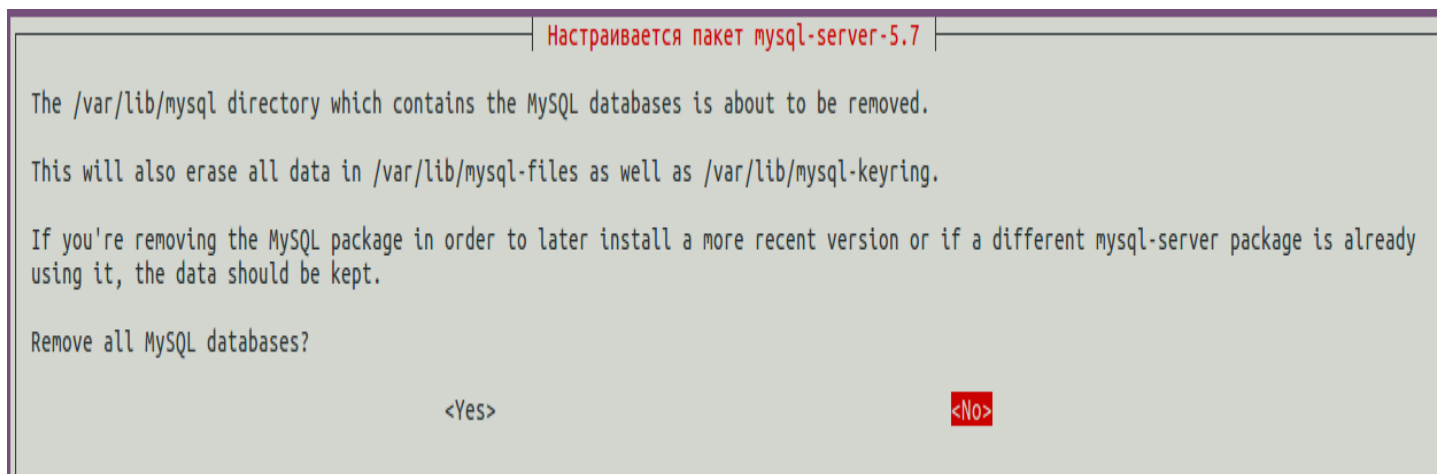 Настраивается пакет mysql-server-5.7
The /var/lib/mysql directory which contains the MySQL databases is about to be removed.
This will also erase all data in /var/lib/mysql-files as well as /var/lib/mysql-keyring.
If you're removing the MySQL package in order to later install a more recent version or if a different mysql-server package is already
using it, the data should be kept.
Remove all MySQL databases?
<Yes> <No>